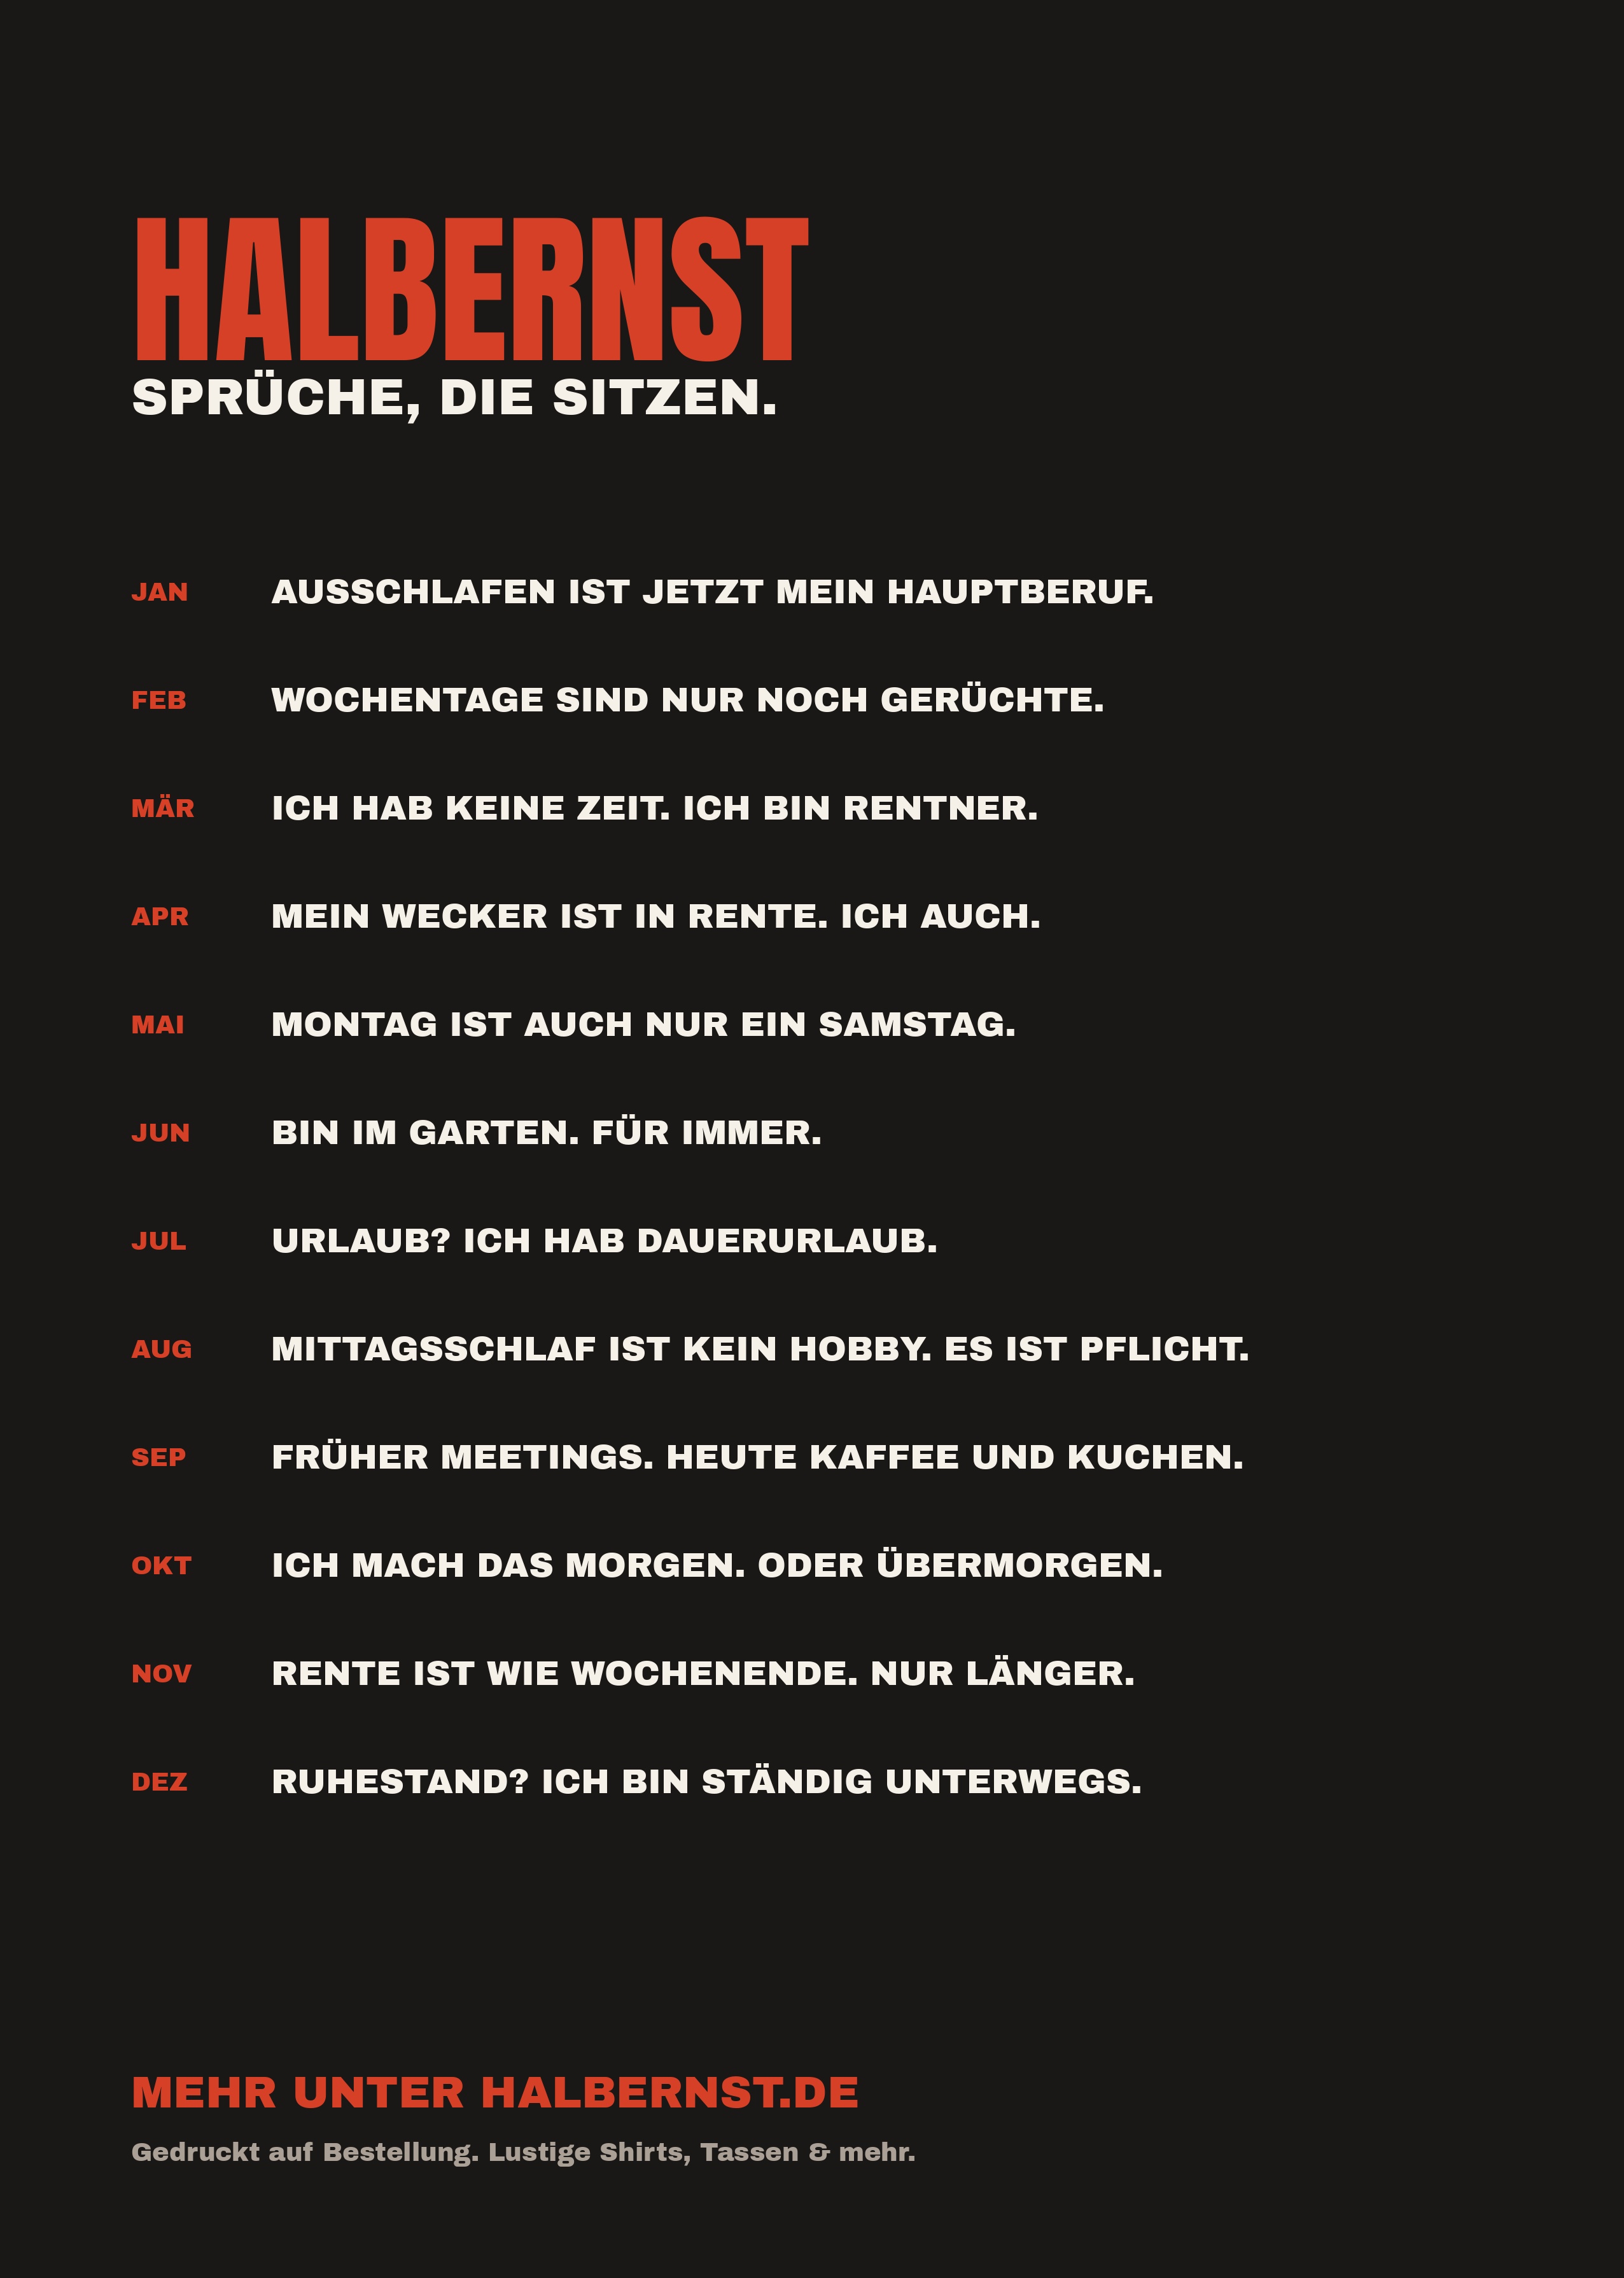 HALBERNST
SPRÜCHE, DIE SITZEN.
JAN AUSSCHLAFEN IST JETZT MEIN HAUPTBERUF.
FEB WOCHENTAGE SIND NUR NOCH GERÜCHTE.
MÄR ICH HAB KEINE ZEIT. ICH BIN RENTNER.
APR MEIN WECKER IST IN RENTE. ICH AUCH.
MAI MONTAG IST AUCH NUR EIN SAMSTAG.
JUN BIN IM GARTEN. FÜR IMMER.
JUL URLAUB? ICH HAB DAUERURLAUB.
AUG MITTAGSSCHLAF IST KEIN HOBBY. ES IST PFLICHT.
SEP FRÜHER MEETINGS. HEUTE KAFFEE UND KUCHEN.
OKT ICH MACH DAS MORGEN. ODER ÜBERMORGEN.
NOV RENTE IST WIE WOCHENENDE. NUR LÄNGER.
DEZ RUHESTAND? ICH BIN STÄNDIG UNTERWEGS.
MEHR UNTER HALBERNST.DE
Gedruckt auf Bestellung. Lustige Shirts, Tassen & mehr.